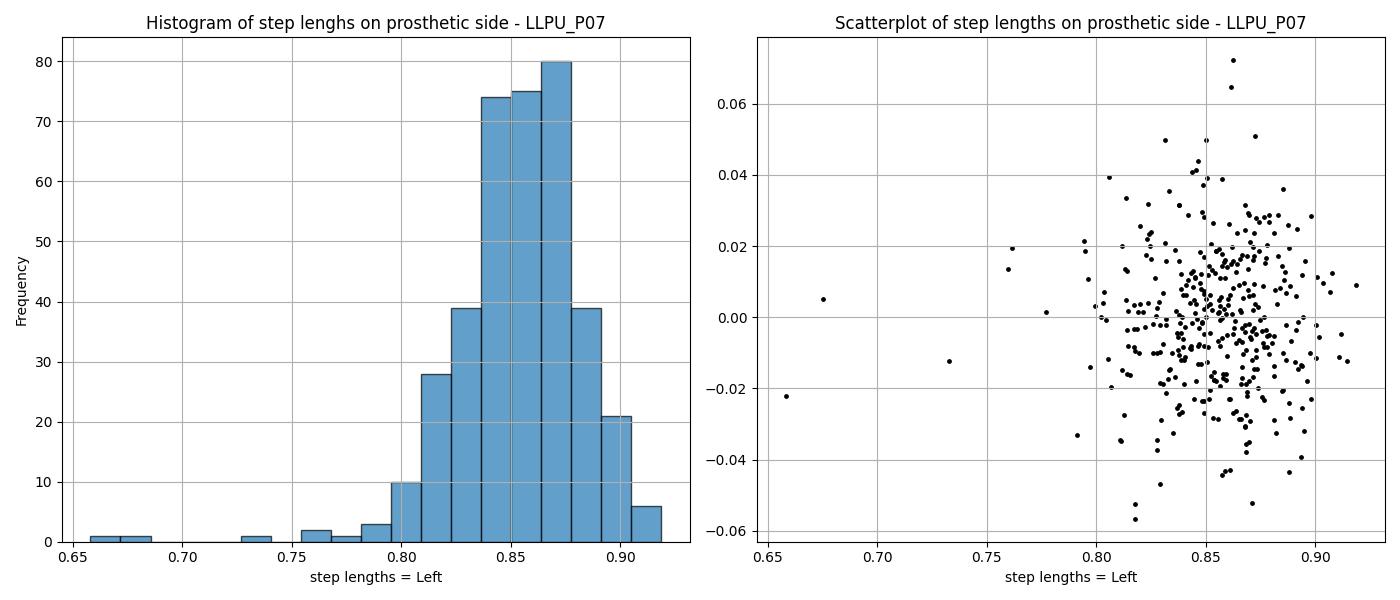 Histogram of step lenghs on prosthetic side - LLPU_P07
80
70
60
50
40
30
20
10
0
Frequency
0.65 0.70 0.75 0.80 0.85 0.90
step lengths = Left
Scatterplot of step lengths on prosthetic side - LLPU_P07
0.06
0.04
0.02
0.00
−0.02
−0.04
−0.06
0.65 0.70 0.75 0.80 0.85 0.90
step lengths = Left